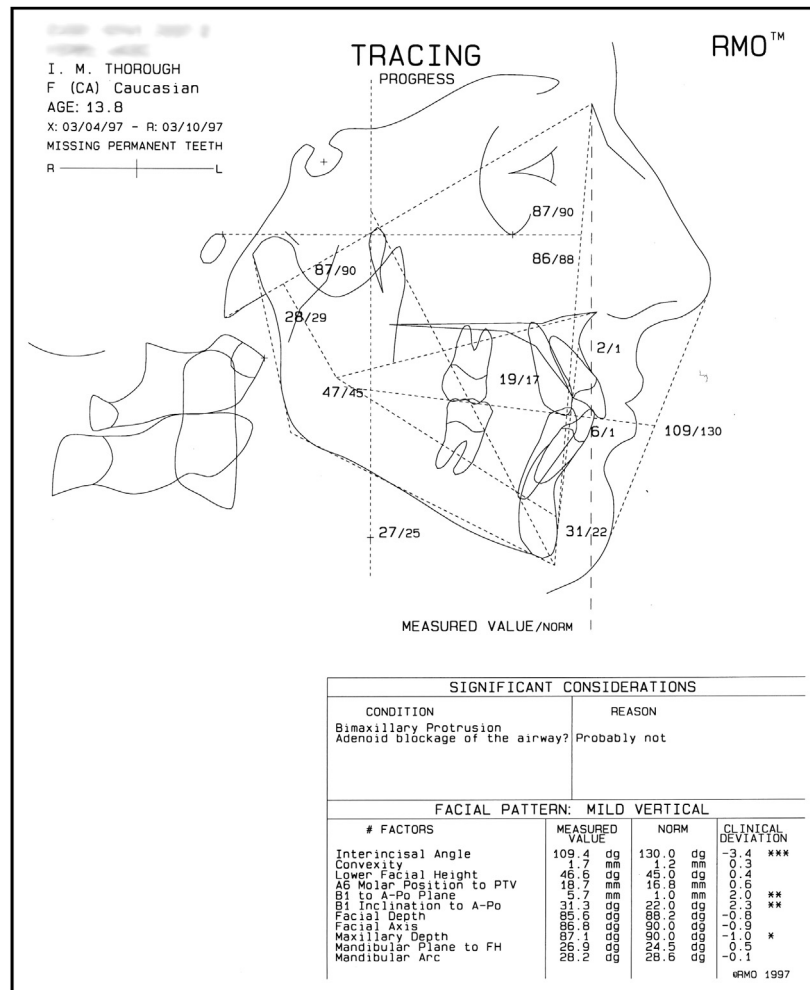 TRACING
PROGRESS
RMO™
I. M. THOROUGH
F (CA) Caucasian
AGE: 13.8
X: 03/04/97 - R: 03/10/97
MISSING PERMANENT TEETH
R L
87/90
86/88
87/90
28/29
2/1
19/17
47/45
6/1
109/130
27/25
31/22
MEASURED VALUE/NORM
SIGNIFICANT CONSIDERATIONS
CONDITION REASON
Bimaxillary Protrusion
Adenoid blockage of the airway? Probably not
FACIAL PATTERN: MILD VERTICAL
# FACTORS MEASURED VALUE NORM CLINICAL DEVIATION
Interincisal Angle 109.4 dg 130.0 dg -3.4 ***
Convexity 1.7 mm 1.2 mm 0.3
Lower Facial Height 46.6 dg 45.0 dg 0.4
A6 Molar Position to PTV 18.7 mm 16.8 mm 0.6
B1 to A-Po Plane 5.7 mm 1.0 mm 2.0 **
B1 Inclination to A-Po 31.3 dg 22.0 dg 2.3 **
Facial Depth 85.6 dg 88.2 dg -0.8
Facial Axis 86.8 dg 90.0 dg -0.9
Maxillary Depth 87.1 dg 90.0 dg -1.0 *
Mandibular Plane to FH 26.9 dg 24.5 dg 0.5
Mandibular Arc 28.2 dg 28.6 dg -0.1
©RMO 1997